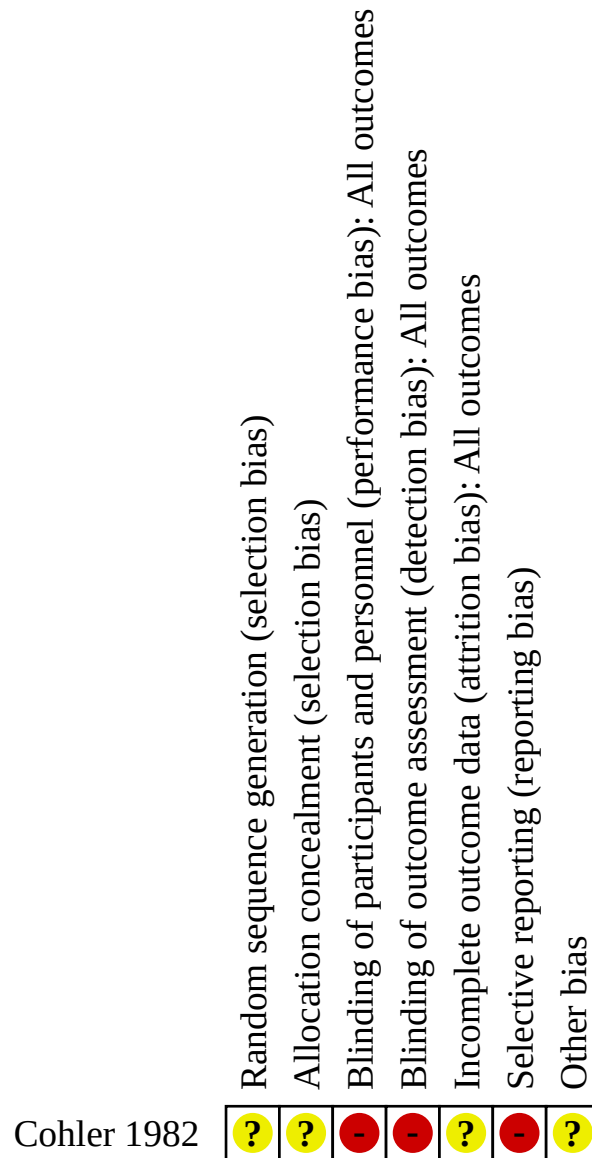 Random sequence generation (selection bias)
Allocation concealment (selection bias)
Blinding of participants and personnel (performance bias): All outcomes
Blinding of outcome assessment (detection bias): All outcomes
Incomplete outcome data (attrition bias): All outcomes
Selective reporting (reporting bias)
Other bias
Cohler 1982 ? ? - - ? - ?